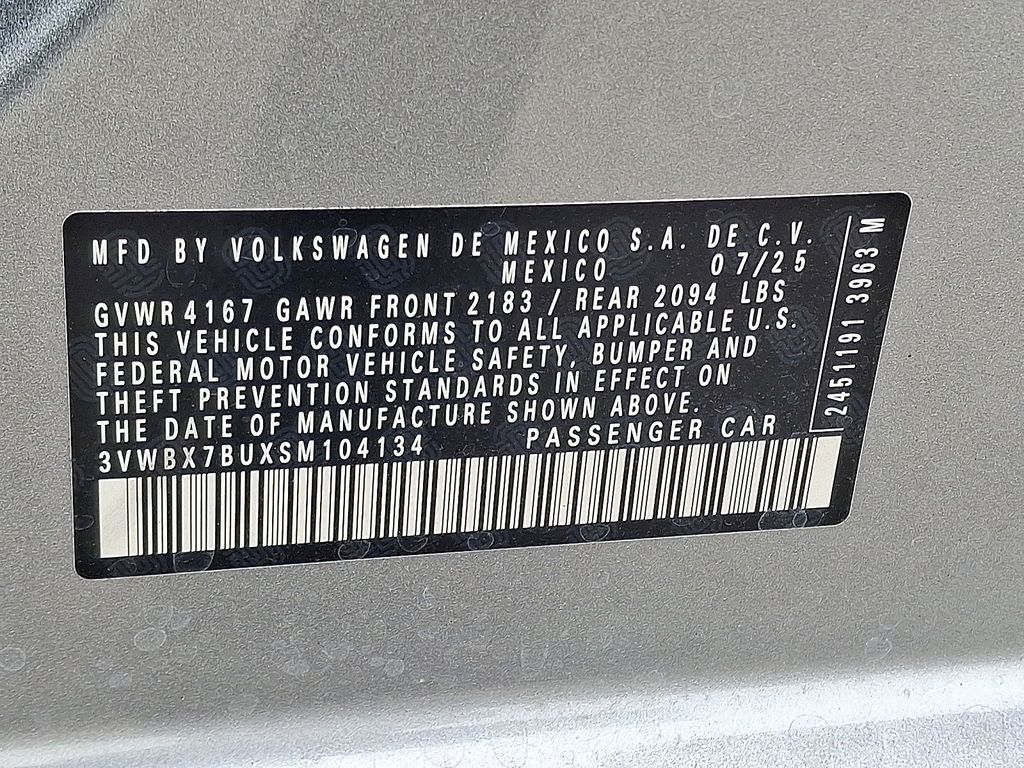 MFD BY VOLKSWAGEN DE MEXICO S.A. DE C.V.
MEXICO 07/25
GVWR 4167 GAWR FRONT 2183 / REAR 2094 LBS
THIS VEHICLE CONFORMS TO ALL APPLICABLE U.S.
FEDERAL MOTOR VEHICLE SAFETY, BUMPER AND
THEFT PREVENTION STANDARDS IN EFFECT ON
THE DATE OF MANUFACTURE SHOWN ABOVE.
3VWBX7BUXSM104134 PASSENGER CAR
2451191 3963 M